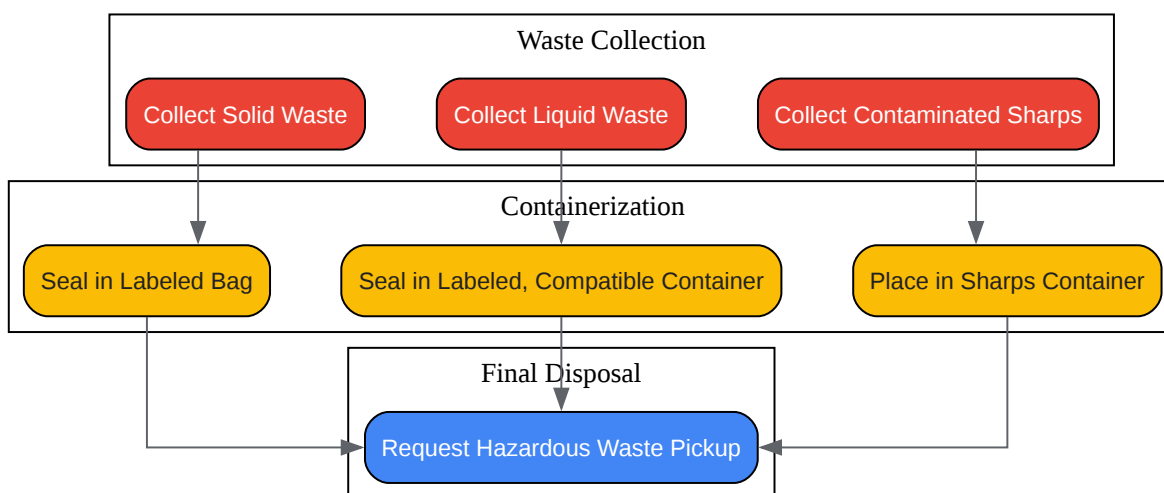 Waste Collection
Collect Solid Waste
Collect Liquid Waste
Collect Contaminated Sharps
Containerization
Seal in Labeled Bag
Seal in Labeled, Compatible Container
Place in Sharps Container
Final Disposal
Request Hazardous Waste Pickup